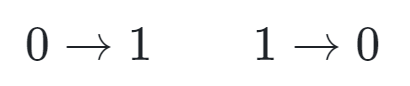 0 → 1 1 → 0